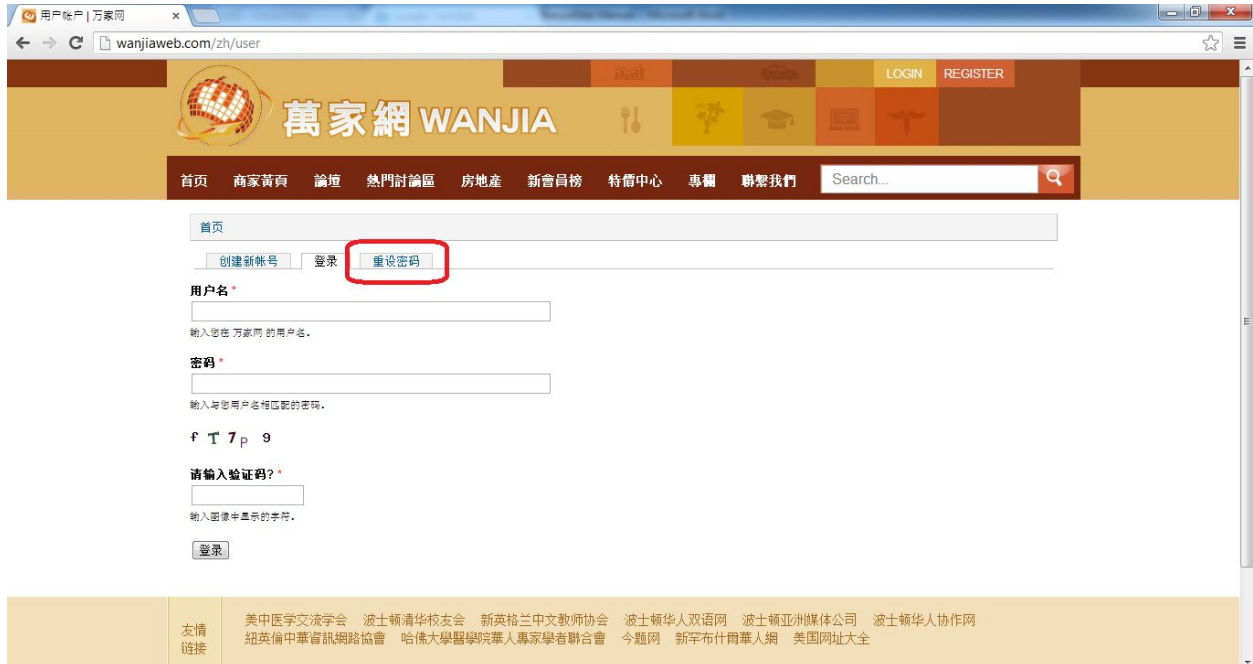 用户帐户 | 万家网
wanjiaweb.com/zh/user
LOGIN REGISTER
萬家網 WANJIA
首页 商家黃頁 論壇 熱門討論區 房地産 新會員榜 特價中心 專欄 聯繫我們 Search...
首页
创建新帐号 登录 重设密码
用户名 *
输入您在 万家网 的用户名。
密码 *
输入与您用户名相匹配的密码。
f T 7 P 9
请输入验证码? *
输入图像中显示的字符。
登录
友情链接
美中医学交流学会 波士顿清华校友会 新英格兰中文教师协会 波士顿华人双语网 波士顿亚洲媒体公司 波士顿华人协作网
紐英倫中華資訊網路協會 哈佛大學醫學院華人專家學者聯合會 今题网 新罕布什爾華人網 美国网址大全